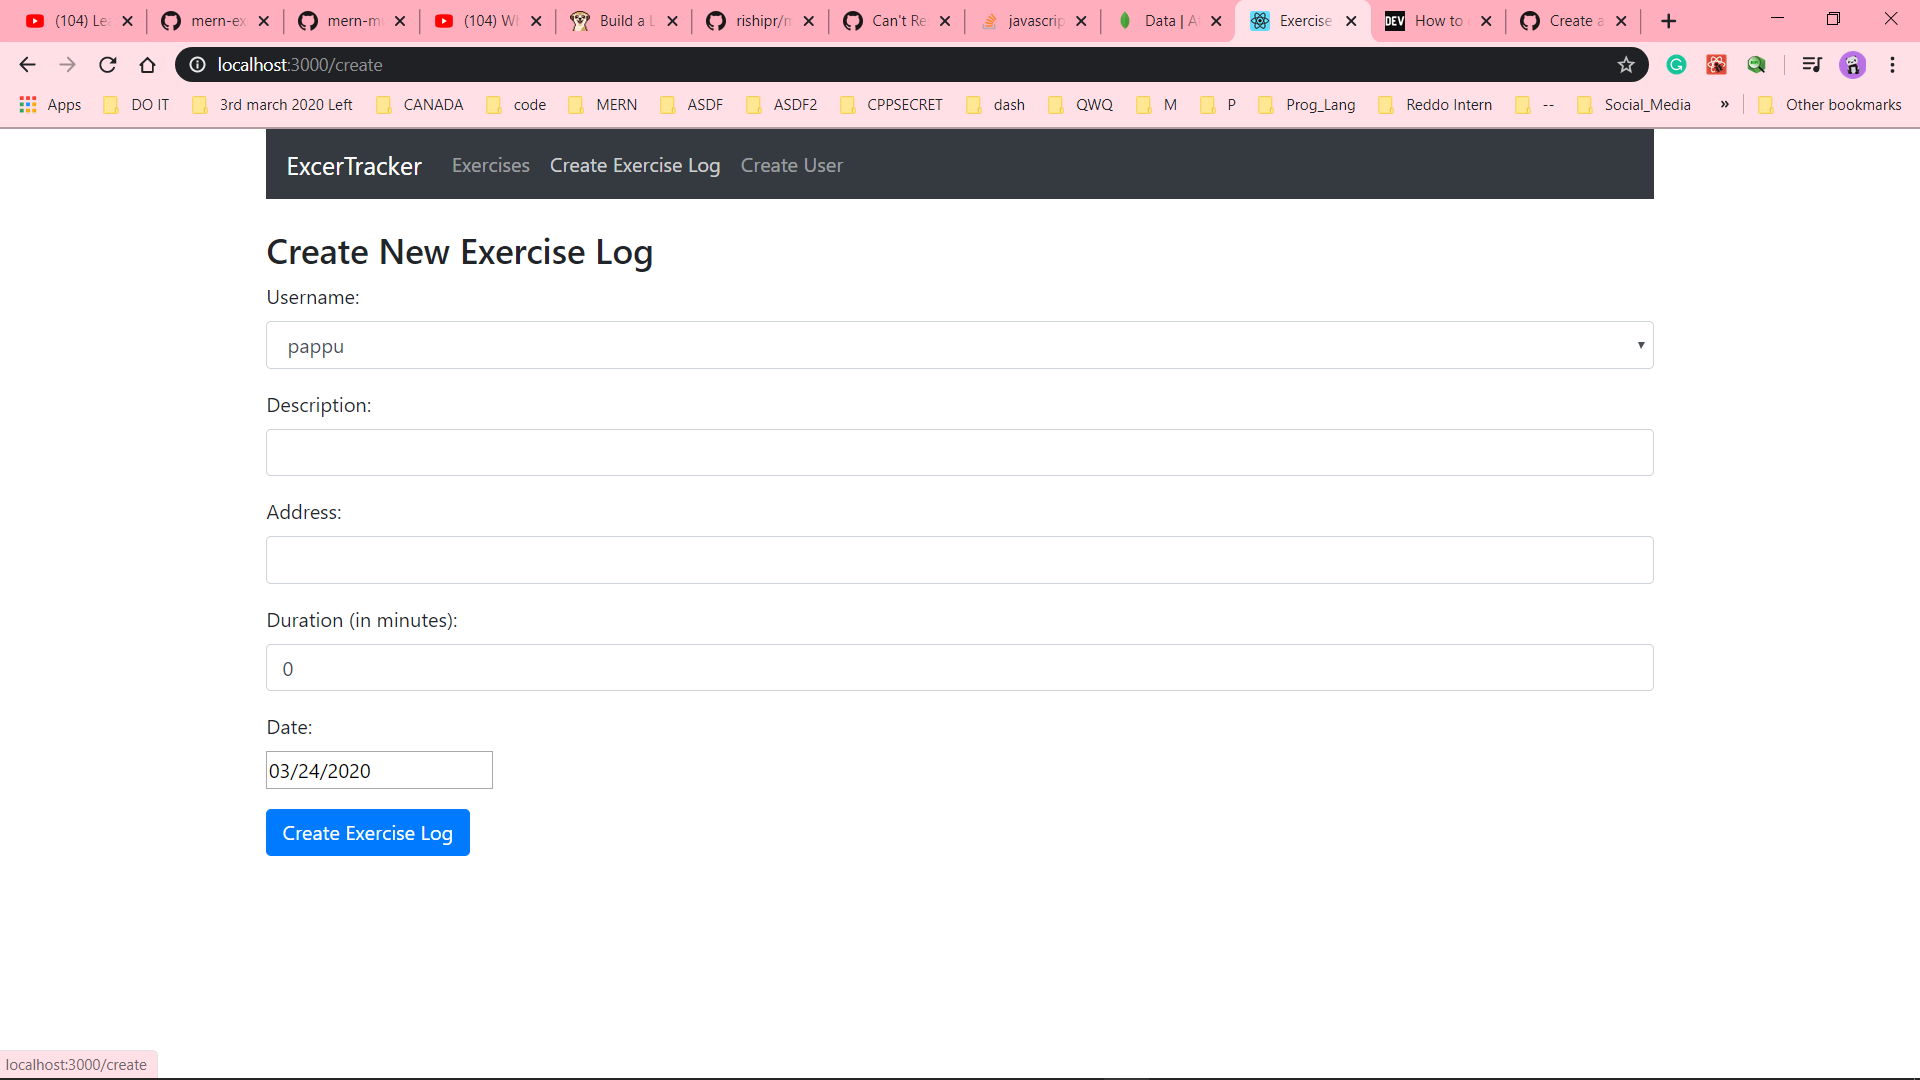 (104) Le
mern-ex
mern-m
(104) Wh
Build a L
rishipr/m
Can't Re
javascrip
Data | A
Exercise
DEV
How to
Create a
localhost:3000/create
Apps
DO IT
3rd march 2020 Left
CANADA
code
MERN
ASDF
ASDF2
CPPSECRET
dash
QWQ
M
P
Prog_Lang
Reddo Intern
--
Social_Media
»
Other bookmarks
ExcerTracker
Exercises
Create Exercise Log
Create User
Create New Exercise Log
Username:
pappu
Description:
Address:
Duration (in minutes):
0
Date:
03/24/2020
Create Exercise Log
localhost:3000/create